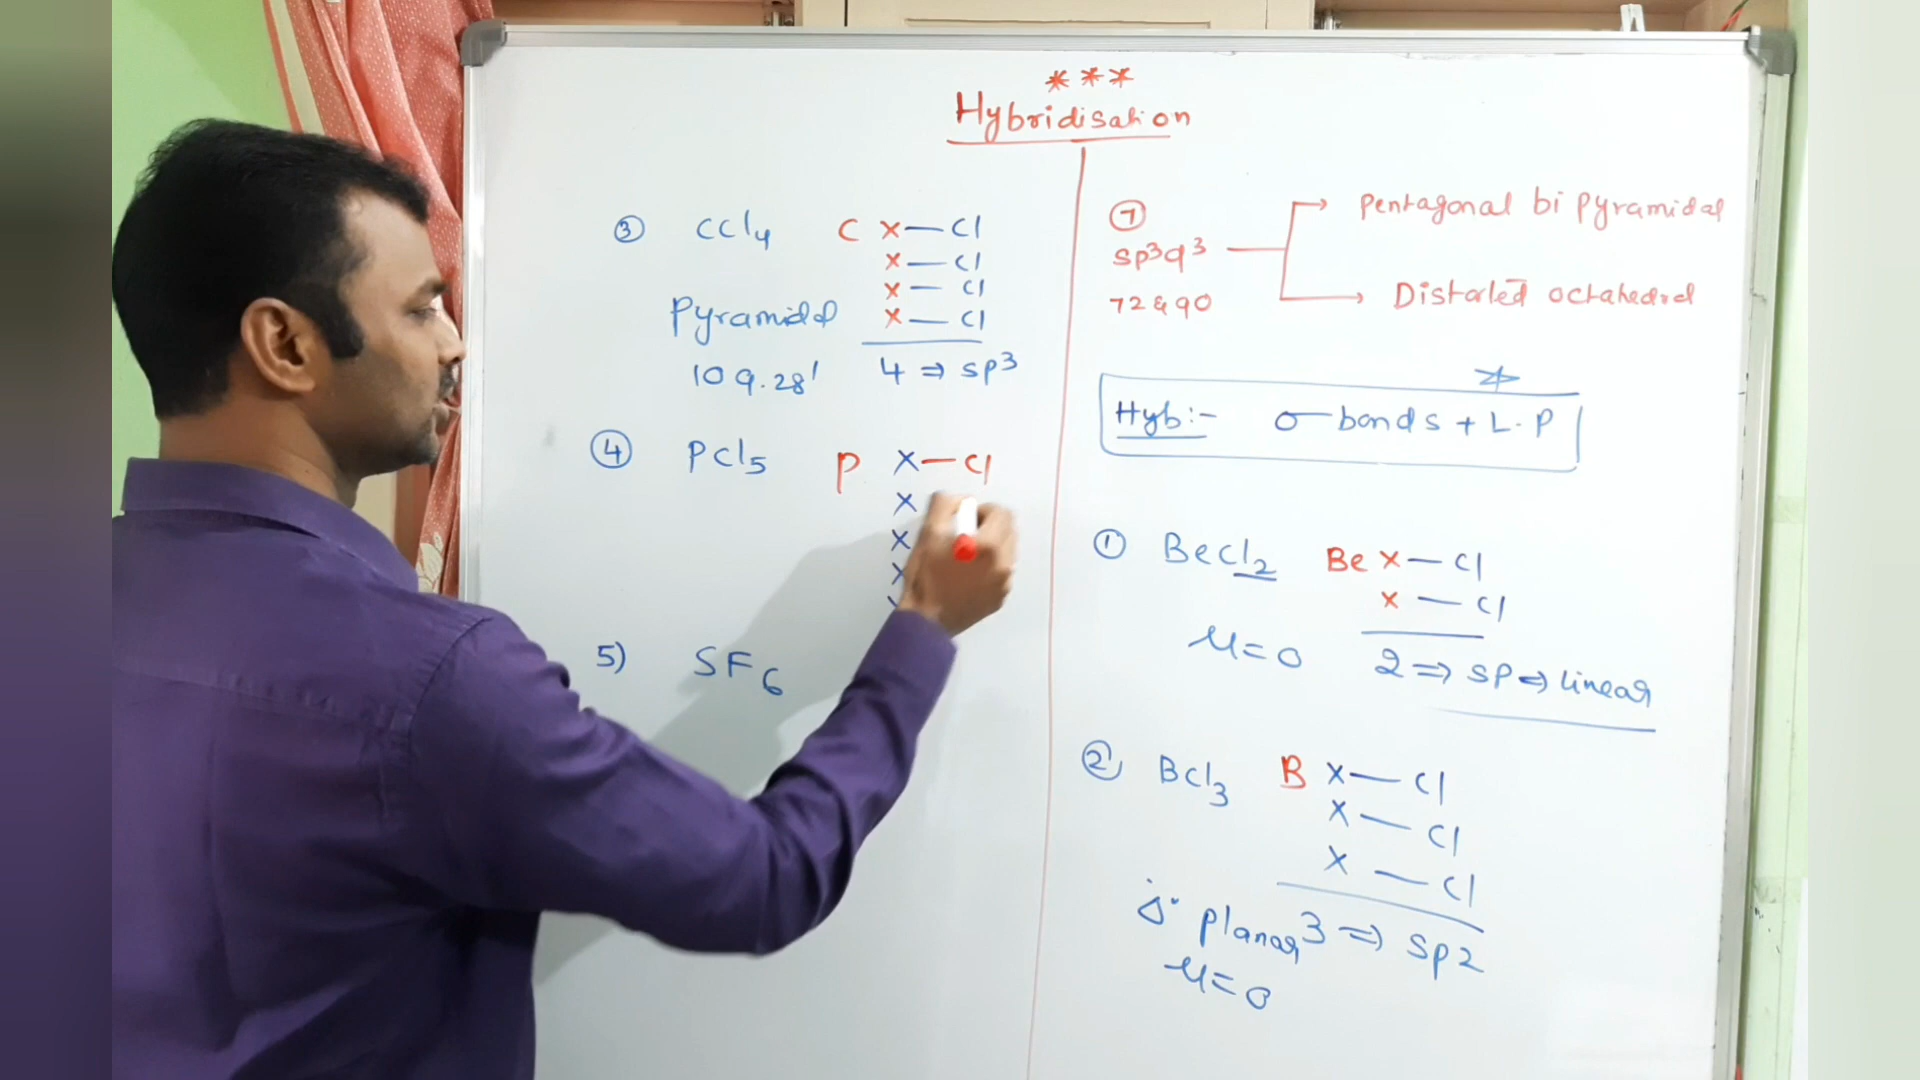 ***
Hybridisation
③ CCl4 C x—Cl
x—Cl
x—Cl
Pyramidal x—Cl
109.28' 4 ⇒ sp3
④ PCl5 P x—Cl
x
x
x
5) SF6
⑦ Pentagonal bi pyramidal
sp3d3
72 & 90 Distorted octahedral
Hyb:- σ-bonds + L.P
① BeCl2 Be x—Cl
x—Cl
μ=0 2 ⇒ SP ⇒ linear
② BCl3 B x—Cl
x—Cl
x—Cl
Δ'' planar 3 ⇒ sp2
μ=0